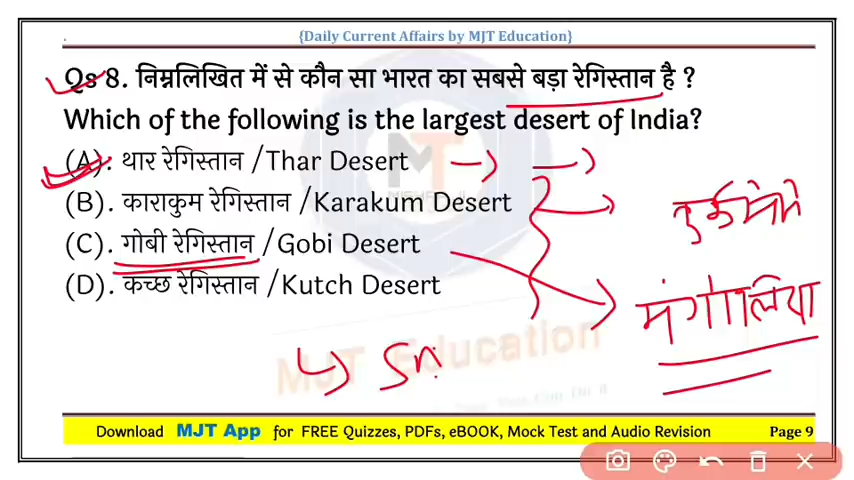 {Daily Current Affairs by MJT Education}
Qs 8. निम्नलिखित में से कौन सा भारत का सबसे बड़ा रेगिस्तान है ?
Which of the following is the largest desert of India?
(A). थार रेगिस्तान /Thar Desert
(B). काराकुम रेगिस्तान /Karakum Desert
(C). गोबी रेगिस्तान /Gobi Desert
(D). कच्छ रेगिस्तान /Kutch Desert
मंगोलिया
MJT Education
Download MJT App for FREE Quizzes, PDFs, eBOOK, Mock Test and Audio Revision Page 9